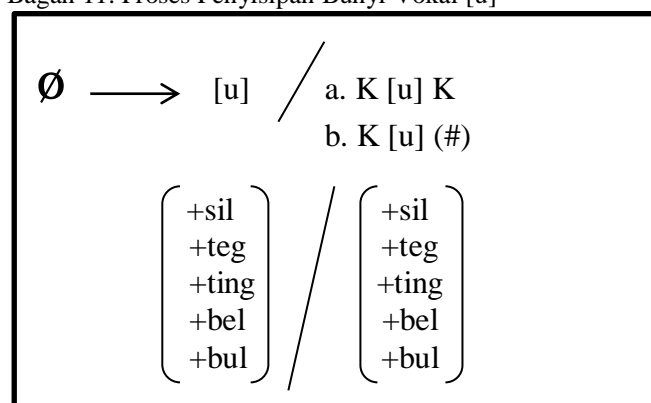 Bagan 11. Proses Penyisipan Bunyi Vokal [u]
Ø ⟶ [u] / a. K [u] K
b. K [u] (#)
+sil / +sil
+teg +teg
+ting +ting
+bel +bel
+bul +bul